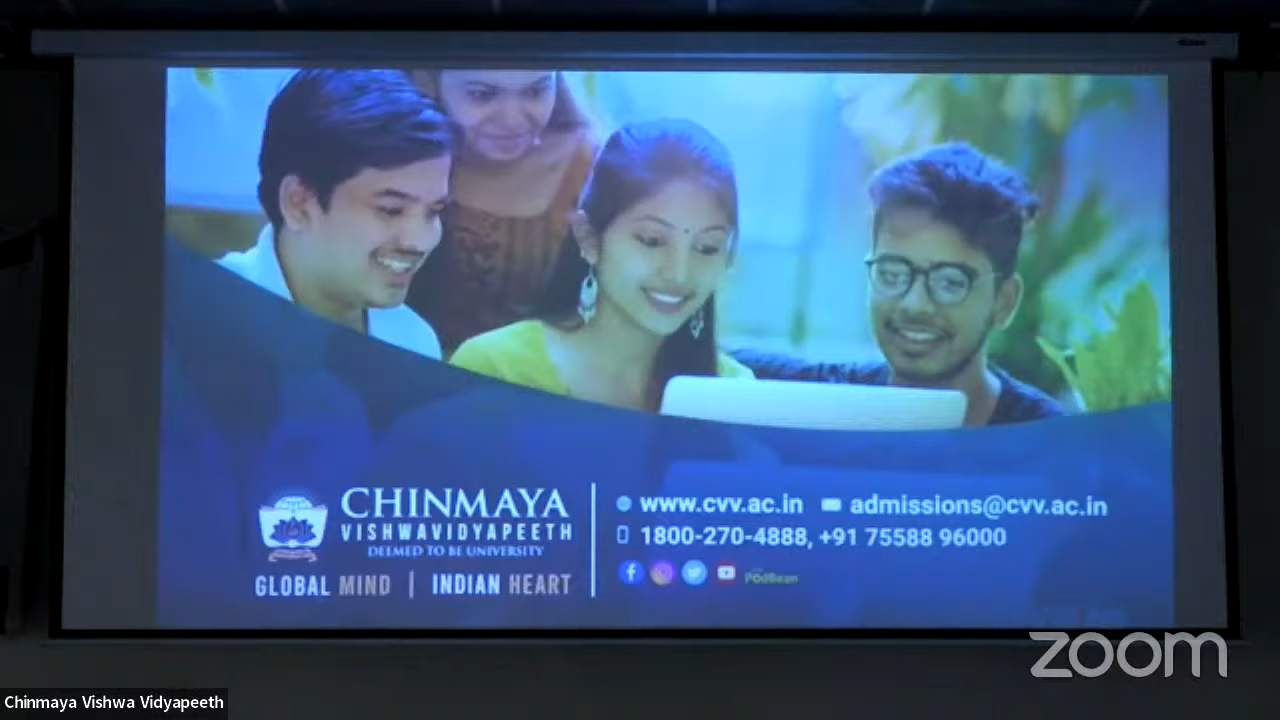 CHINMAYA
VISHWAVIDYAPEETH
DEEMED TO BE UNIVERSITY
GLOBAL MIND | INDIAN HEART
www.cvv.ac.in admissions@cvv.ac.in
1800-270-4888, +91 75588 96000
PodBean
zoom
Chinmaya Vishwa Vidyapeeth